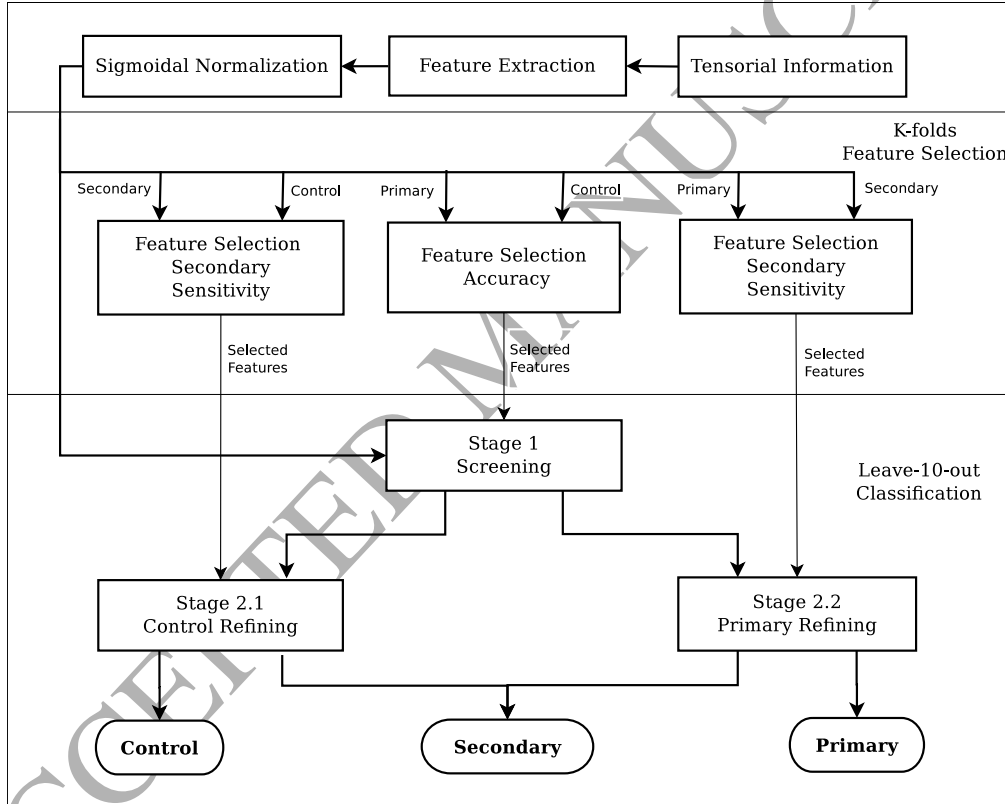 Sigmoidal Normalization
Feature Extraction
Tensorial Information
K-folds
Feature Selection
Secondary
Control
Primary
Control
Primary
Secondary
Feature Selection
Secondary
Sensitivity
Feature Selection
Accuracy
Feature Selection
Secondary
Sensitivity
Selected
Features
Selected
Features
Selected
Features
Stage 1
Screening
Leave-10-out
Classification
Stage 2.1
Control Refining
Stage 2.2
Primary Refining
Control
Secondary
Primary
CCEPTED MANUSC